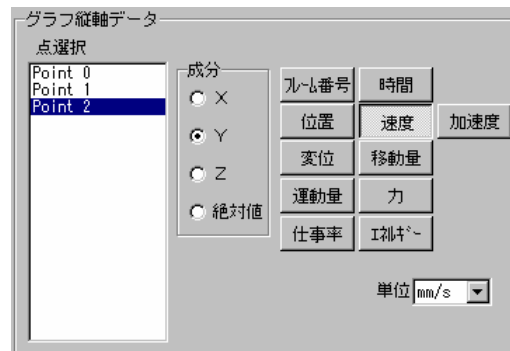 グラフ縦軸データ
点選択
Point 0
Point 1
Point 2
成分
X
Y
Z
絶対値
ﾌﾚｰﾑ番号
時間
位置
速度
加速度
変位
移動量
運動量
力
仕事率
ｴﾈﾙｷﾞｰ
単位 mm/s